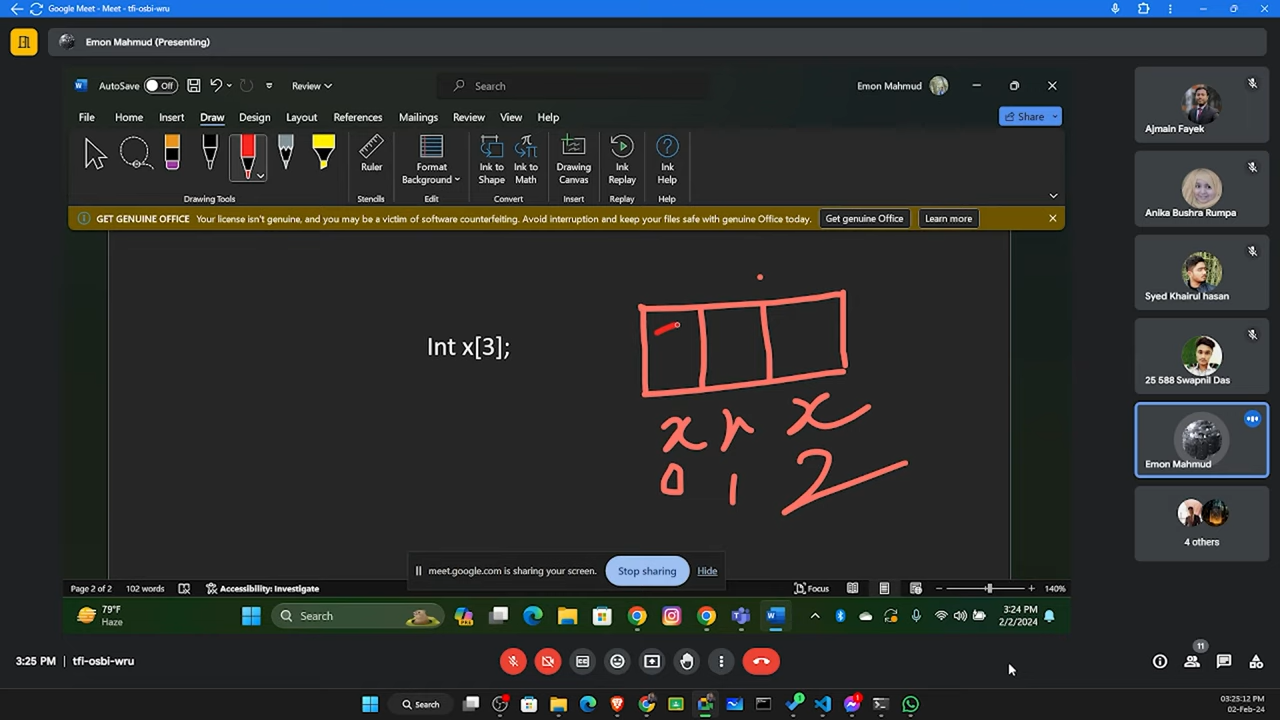 Google Meet - Meet - tfi-osbi-wru
Emon Mahmud (Presenting)
AutoSave Off Review Search Emon Mahmud
File Home Insert Draw Design Layout References Mailings Review View Help Share
Ruler Format Background Ink to Shape Ink to Math Drawing Canvas Ink Replay Ink Help
Drawing Tools Stencils Edit Convert Insert Replay Help
GET GENUINE OFFICE Your license isn't genuine, and you may be a victim of software counterfeiting. Avoid interruption and keep your files safe with genuine Office today. Get genuine Office Learn more
Int x[3];
x x x
0 1 2
meet.google.com is sharing your screen. Stop sharing Hide
Page 2 of 2 102 words Accessibility: Investigate Focus 140%
79°F
Haze
Search
3:24 PM
2/2/2024
Ajmain Fayek
Anika Bushra Rumpa
Syed Khairul hasan
25 588 Swapnil Das
Emon Mahmud
4 others
3:25 PM | tfi-osbi-wru
11
Search
1
1
03:25:12 PM
02-Feb-24